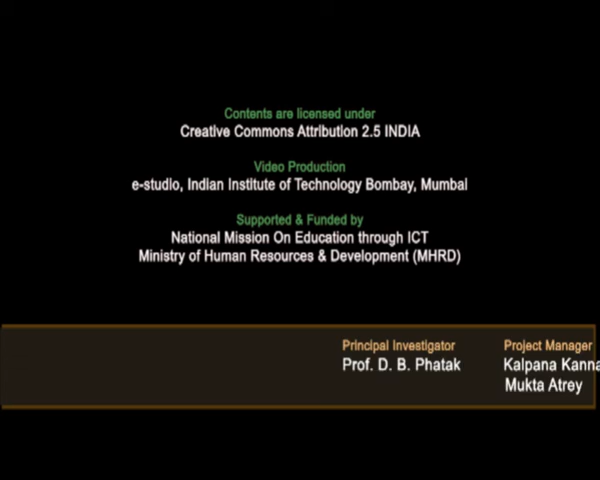 Contents are licensed under
Creative Commons Attribution 2.5 INDIA
Video Production
e-studio, Indian Institute of Technology Bombay, Mumbai
Supported & Funded by
National Mission On Education through ICT
Ministry of Human Resources & Development (MHRD)
Principal Investigator
Prof. D. B. Phatak
Project Manager
Kalpana Kanna
Mukta Atrey